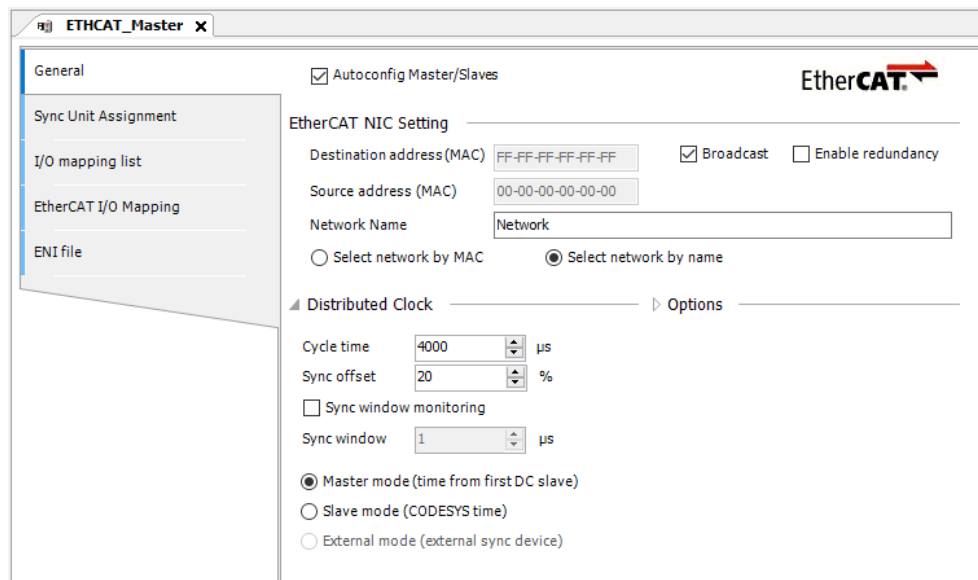 ETHCAT_Master X
General
Autoconfig Master/Slaves
EtherCAT.
Sync Unit Assignment
EtherCAT NIC Setting
I/O mapping list
Destination address (MAC) FF-FF-FF-FF-FF-FF Broadcast Enable redundancy
Source address (MAC) 00-00-00-00-00-00
EtherCAT I/O Mapping
Network Name Network
ENI file
Select network by MAC Select network by name
Distributed Clock Options
Cycle time 4000 µs
Sync offset 20 %
Sync window monitoring
Sync window 1 µs
Master mode (time from first DC slave)
Slave mode (CODESYS time)
External mode (external sync device)